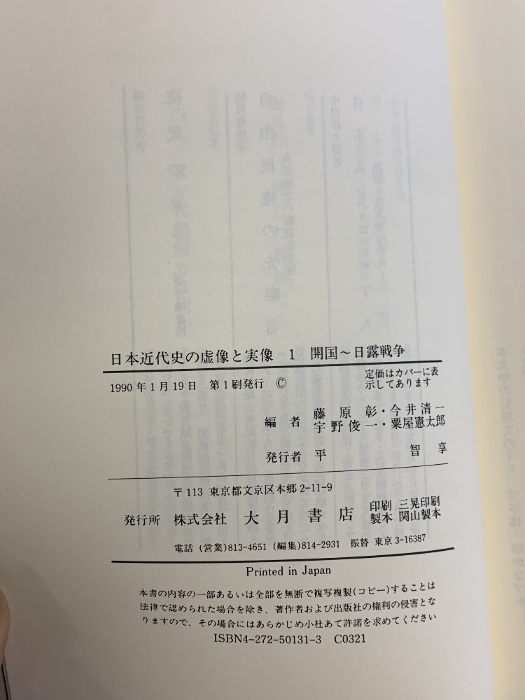 日本近代史の虚像と実像 1 開国〜日露戦争
1990年1月19日 第1刷発行 ©
定価はカバーに表
示してあります
編者 藤原彰・今井清一
宇野俊一・粟屋憲太郎
発行者 平 智享
〒113 東京都文京区本郷2-11-9
発行所 株式会社 大月書店
印刷 三晃印刷
製本 関山製本
電話(営業)813-4651(編集)814-2931 振替 東京3-16387
Printed in Japan
本書の内容の一部あるいは全部を無断で複写複製(コピー)することは
法律で認められた場合を除き、著作者および出版社の権利の侵害とな
りますので、その場合にはあらかじめ小社あて許諾を求めてください
ISBN4-272-50131-3 C0321